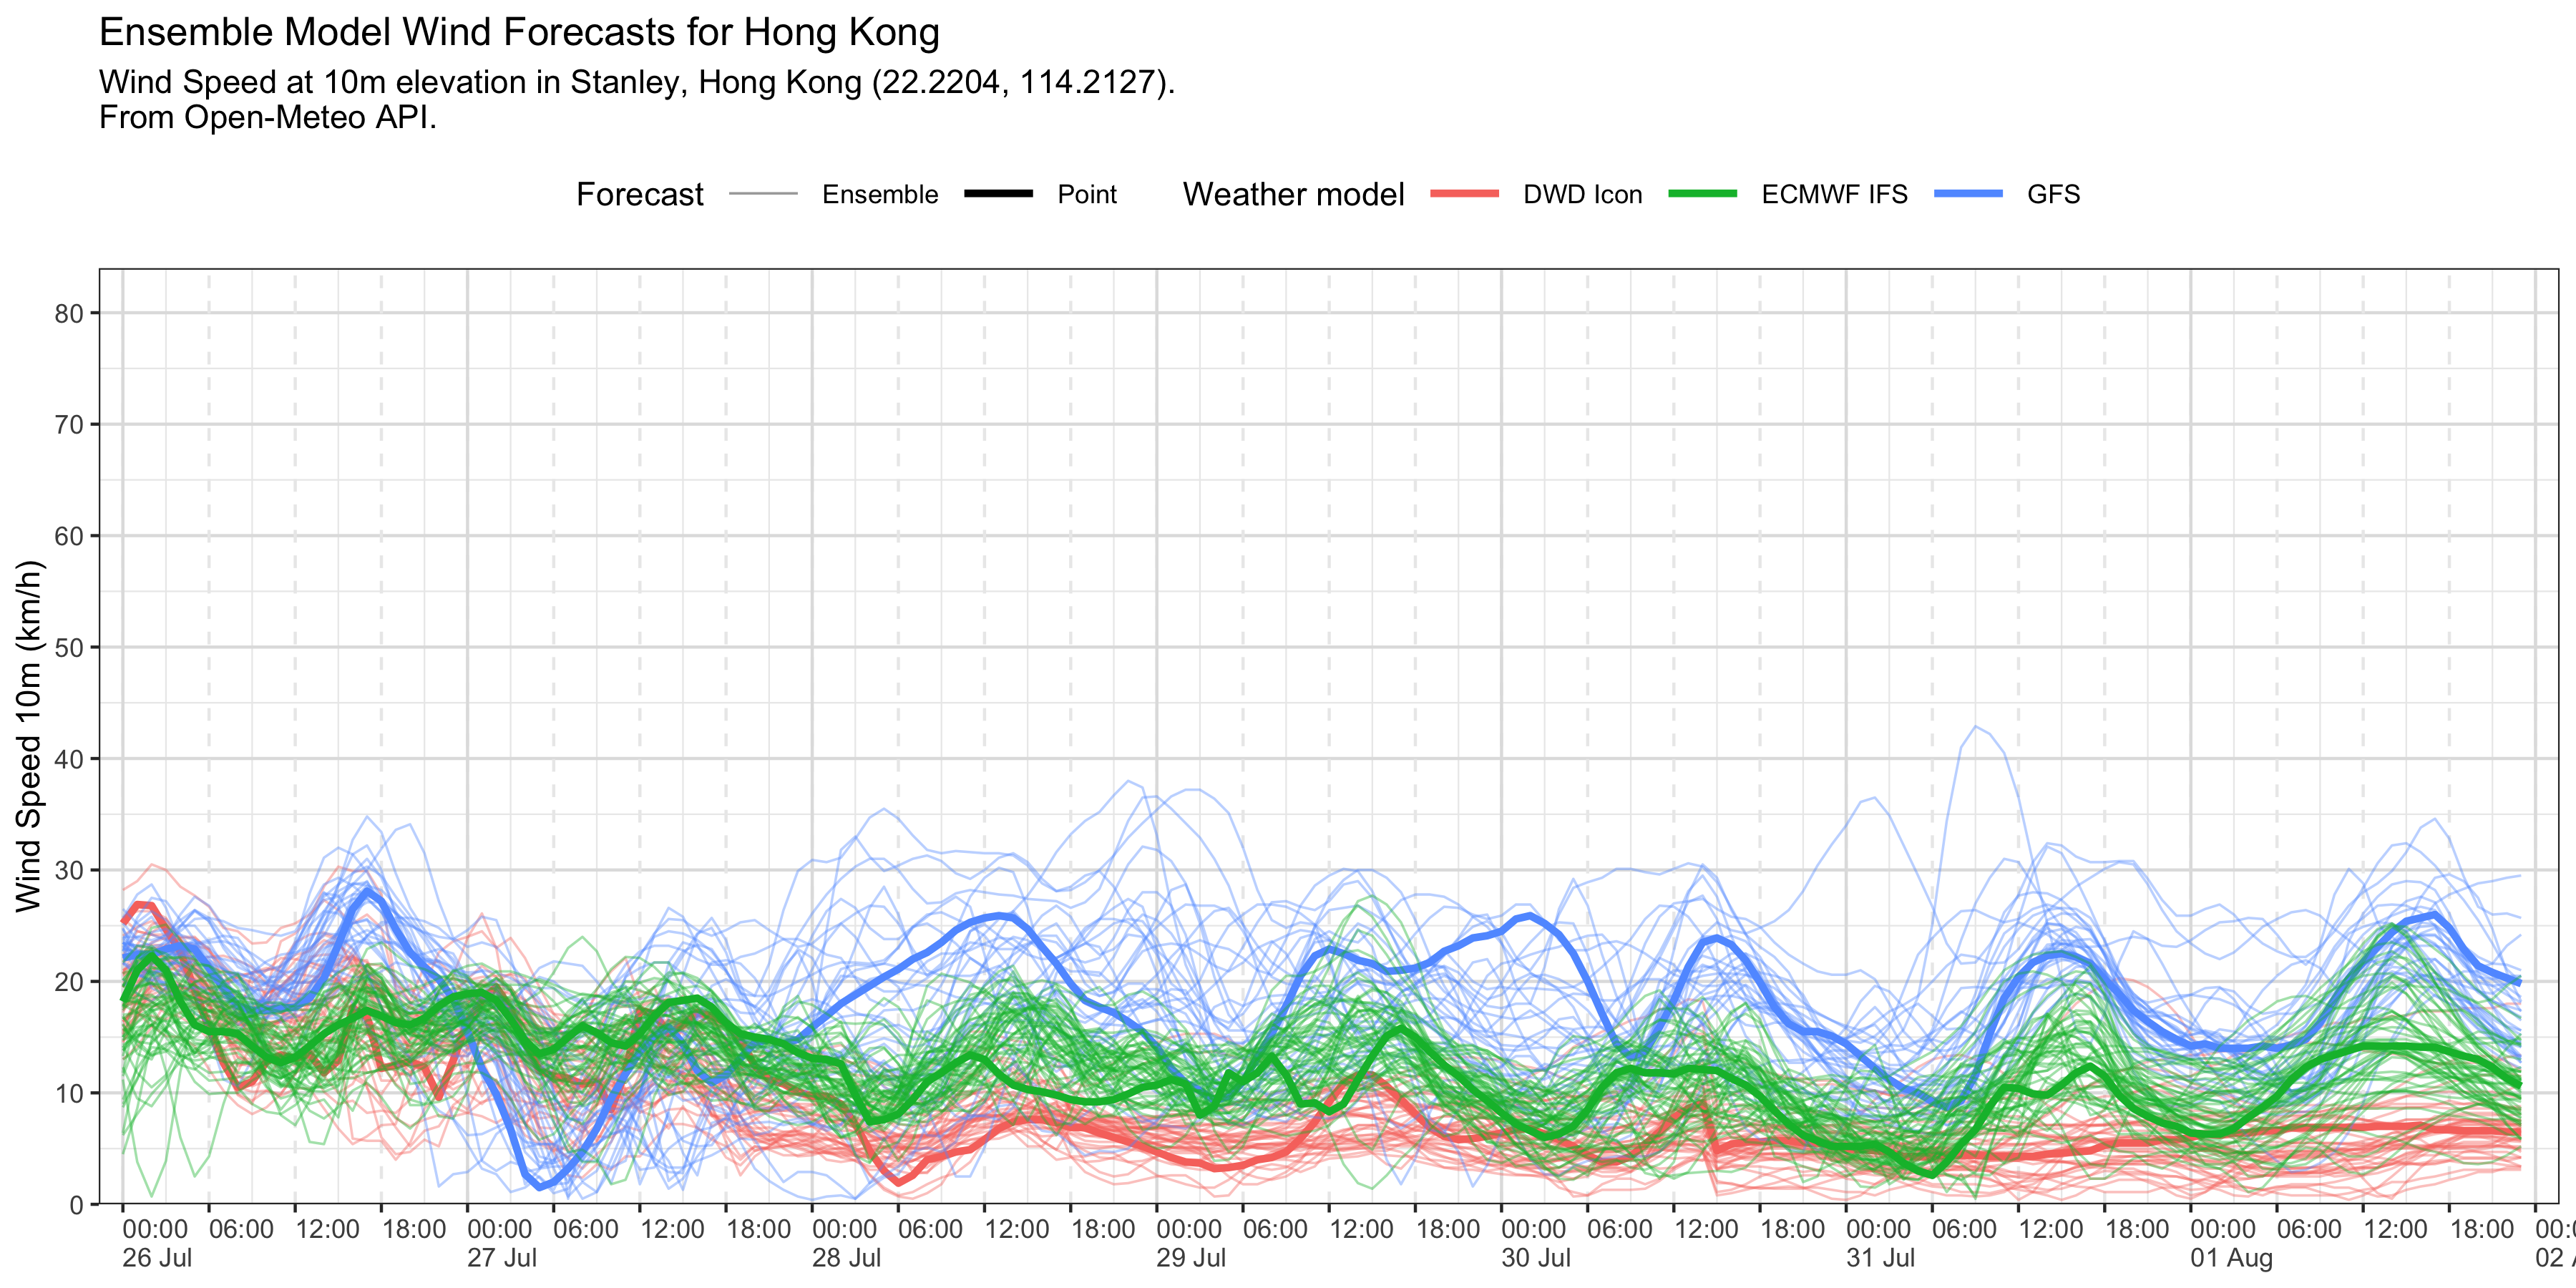 Ensemble Model Wind Forecasts for Hong Kong
Wind Speed at 10m elevation in Stanley, Hong Kong (22.2204, 114.2127).
From Open-Meteo API.
Forecast Ensemble Point Weather model DWD Icon ECMWF IFS GFS
Wind Speed 10m (km/h)
80
70
60
50
40
30
20
10
0
00:00 06:00 12:00 18:00 00:00 06:00 12:00 18:00 00:00 06:00 12:00 18:00 00:00 06:00 12:00 18:00 00:00 06:00 12:00 18:00 00:00 06:00 12:00 18:00 00:00 06:00 12:00 18:00
26 Jul 27 Jul 28 Jul 29 Jul 30 Jul 31 Jul 01 Aug 02